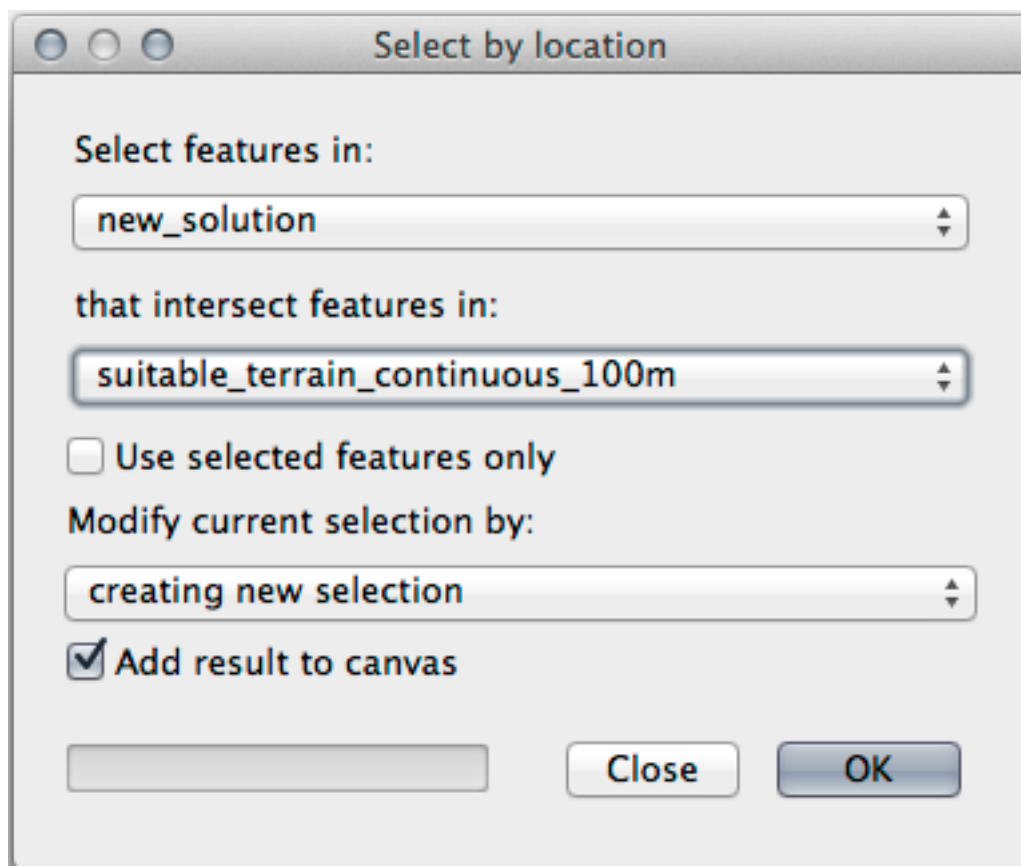 Select by location
Select features in:
new_solution
that intersect features in:
suitable_terrain_continuous_100m
Use selected features only
Modify current selection by:
creating new selection
Add result to canvas
Close
OK